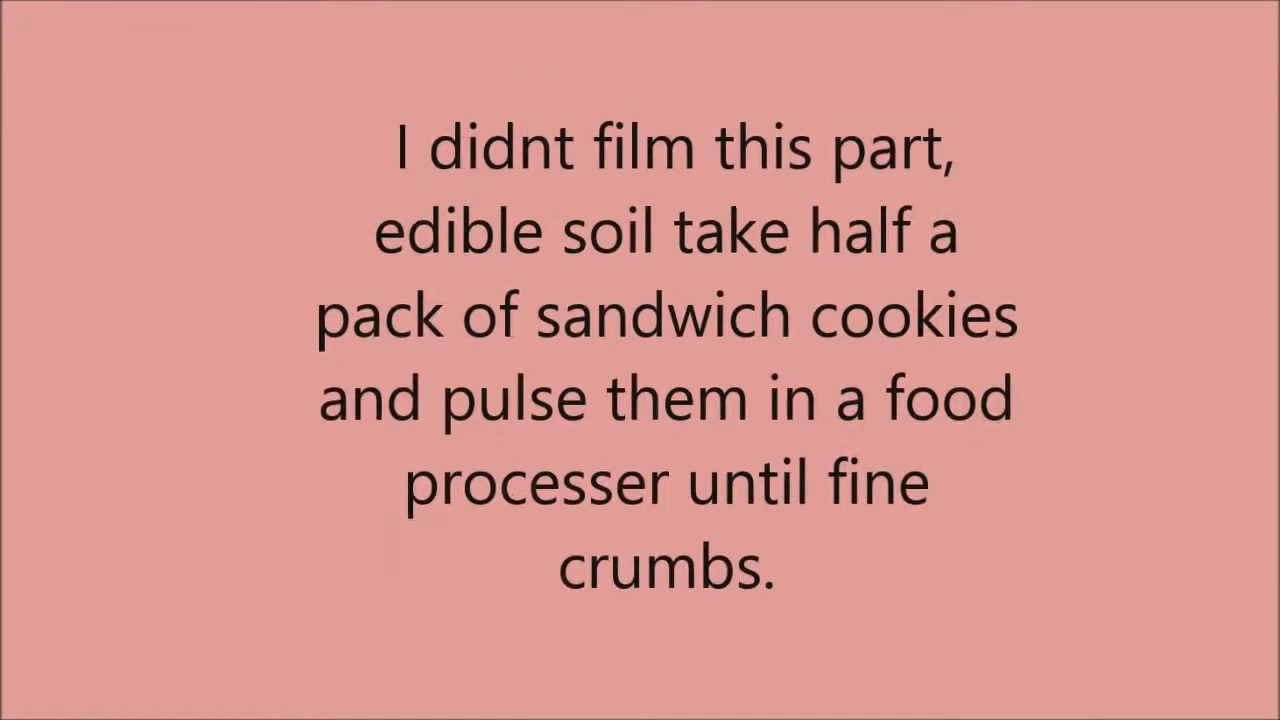 I didnt film this part,
edible soil take half a
pack of sandwich cookies
and pulse them in a food
processer until fine
crumbs.